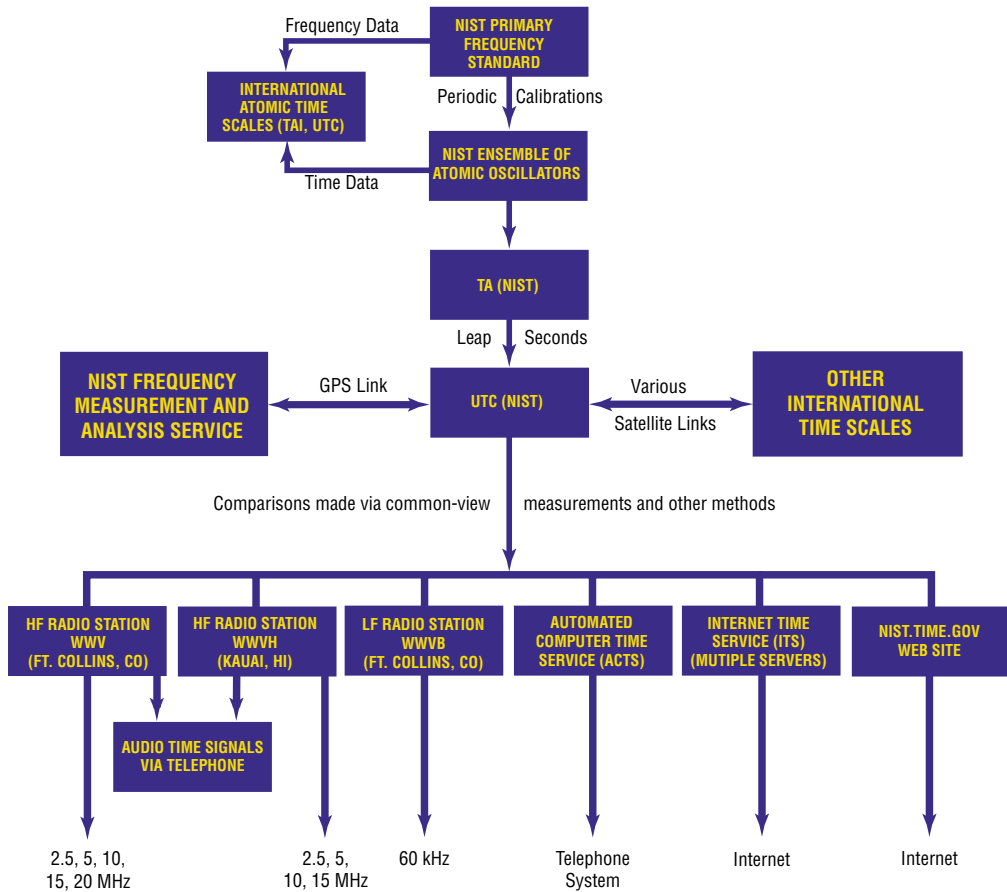 Frequency Data
NIST PRIMARY
FREQUENCY
STANDARD
INTERNATIONAL
ATOMIC TIME
SCALES (TAI, UTC)
Periodic Calibrations
NIST ENSEMBLE OF
ATOMIC OSCILLATORS
Time Data
TA (NIST)
Leap Seconds
NIST FREQUENCY
MEASUREMENT AND
ANALYSIS SERVICE
GPS Link
UTC (NIST)
Various
Satellite Links
OTHER
INTERNATIONAL
TIME SCALES
Comparisons made via common-view measurements and other methods
HF RADIO STATION
WWV
(FT. COLLINS, CO)
HF RADIO STATION
WWVH
(KAUAI, HI)
LF RADIO STATION
WWVB
(FT. COLLINS, CO)
AUTOMATED
COMPUTER TIME
SERVICE (ACTS)
INTERNET TIME
SERVICE (ITS)
(MUTIPLE SERVERS)
NIST.TIME.GOV
WEB SITE
AUDIO TIME SIGNALS
VIA TELEPHONE
2.5, 5, 10,
15, 20 MHz
2.5, 5,
10, 15 MHz
60 kHz
Telephone
System
Internet
Internet